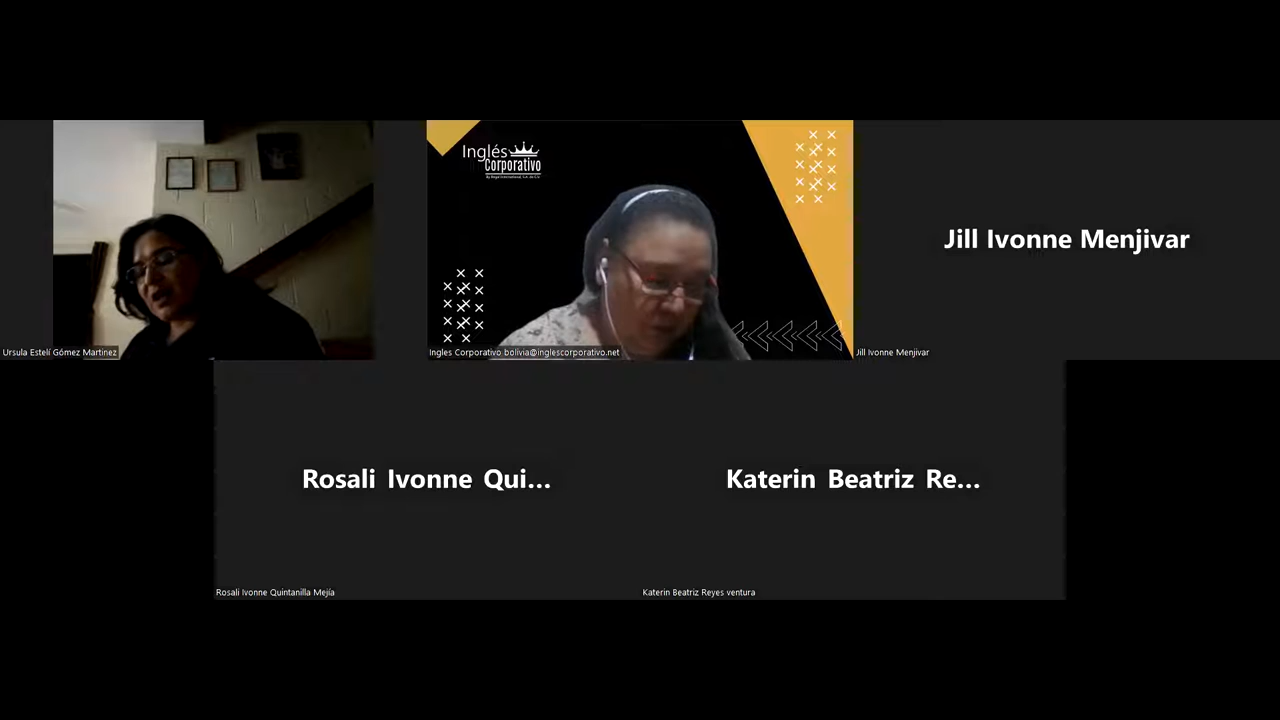 Inglés
Corporativo
Jill Ivonne Menjivar
Ursula Estelí Gómez Martinez
Ingles Corporativo bolivia@inglescorporativo.net
Jill Ivonne Menjivar
Rosali Ivonne Qui...
Katerin Beatriz Re...
Rosali Ivonne Quintanilla Mejía
Katerin Beatriz Reyes ventura